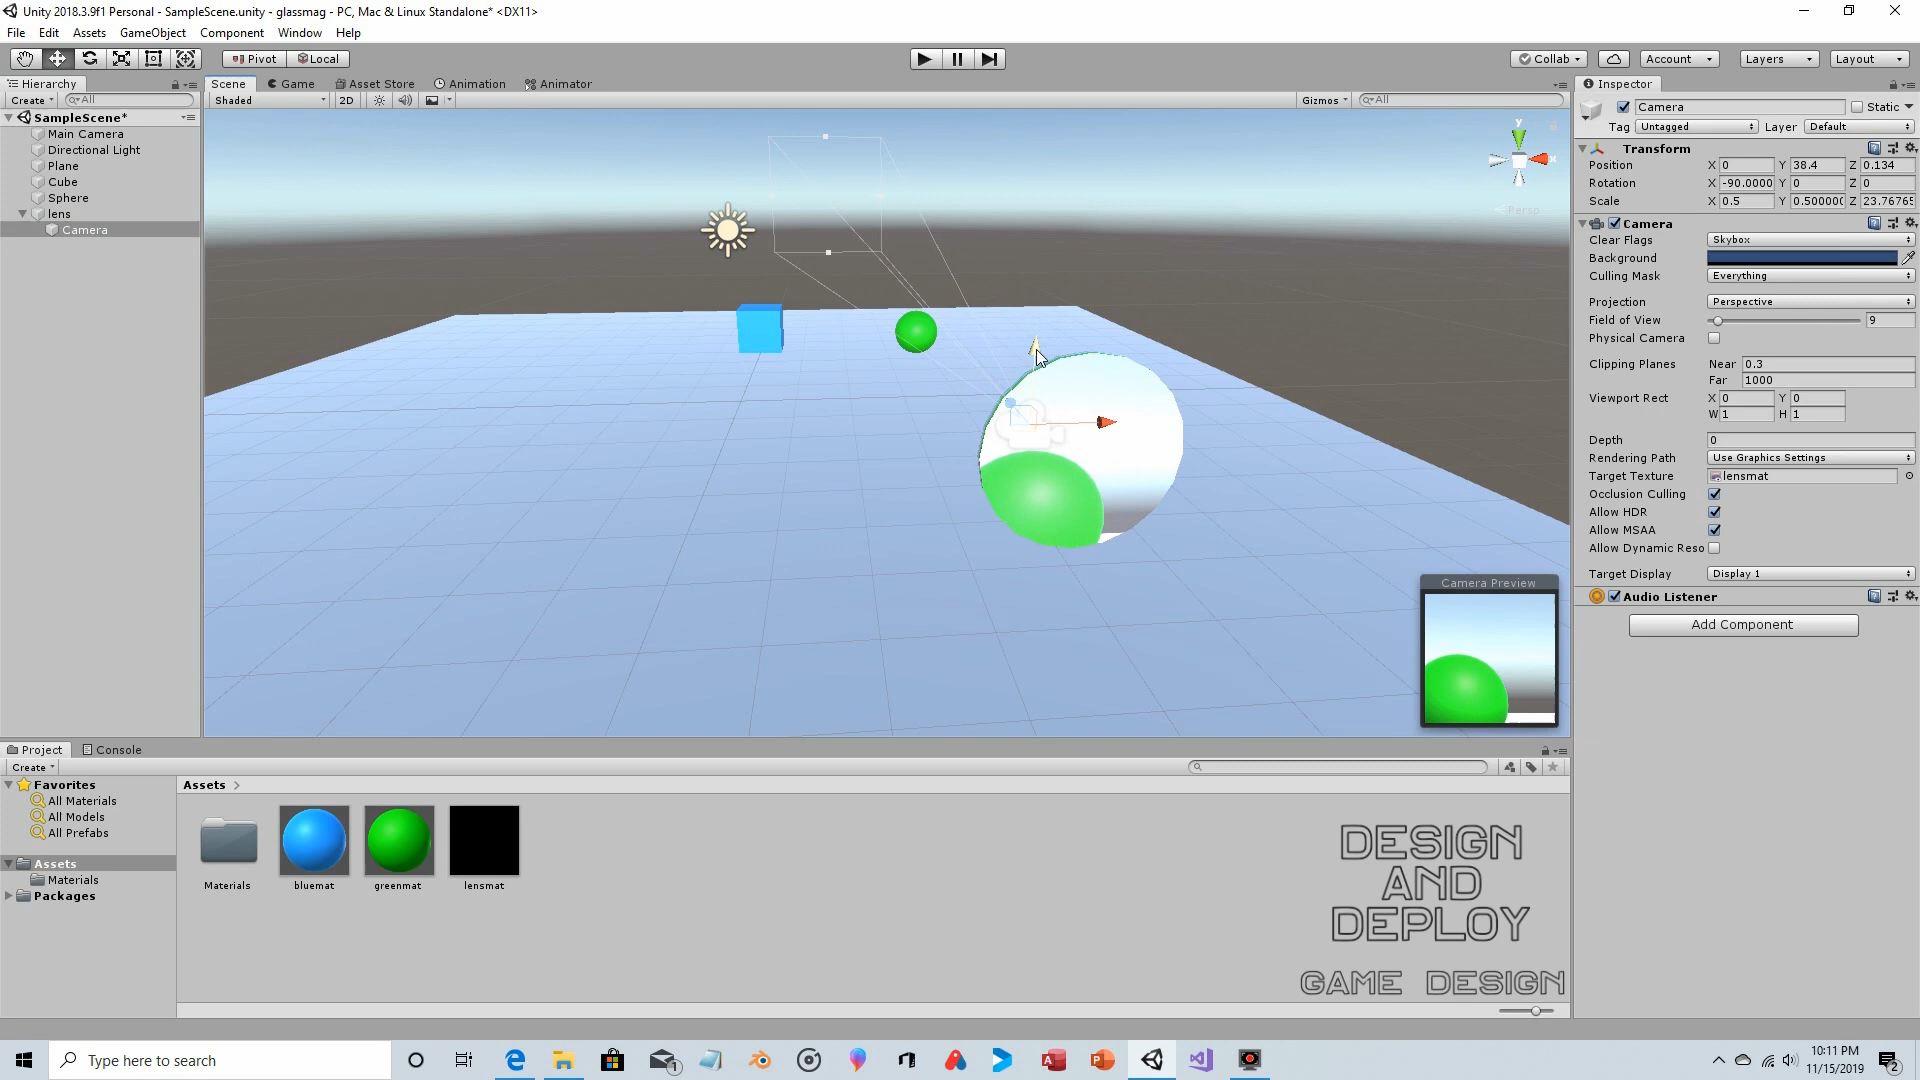 Unity 2018.3.9f1 Personal - SampleScene.unity - glassmag - PC, Mac & Linux Standalone* <DX11>
File Edit Assets GameObject Component Window Help
Pivot Local Collab Account Layers Layout
Hierarchy
Create All
SampleScene*
Main Camera
Directional Light
Plane
Cube
Sphere
lens
Camera
Scene Game Asset Store Animation Animator
Shaded 2D Gizmos All
y
x
Persp
Camera Preview
Inspector
Camera Static
Tag Untagged Layer Default
Transform
Position X 0 Y 38.4 Z 0.134
Rotation X -90.0000 Y 0 Z 0
Scale X 0.5 Y 0.50000( Z 23.76765
Camera
Clear Flags Skybox
Background
Culling Mask Everything
Projection Perspective
Field of View 9
Physical Camera
Clipping Planes Near 0.3
Far 1000
Viewport Rect X 0 Y 0
W 1 H 1
Depth 0
Rendering Path Use Graphics Settings
Target Texture lensmat
Occlusion Culling
Allow HDR
Allow MSAA
Allow Dynamic Reso
Target Display Display 1
Audio Listener
Add Component
Project Console
Create
Favorites
All Materials
All Models
All Prefabs
Assets
Materials
Packages
Assets
Materials bluemat greenmat lensmat
DESIGN
AND
DEPLOY
GAME DESIGN
Type here to search
1
10:11 PM
11/15/2019
2